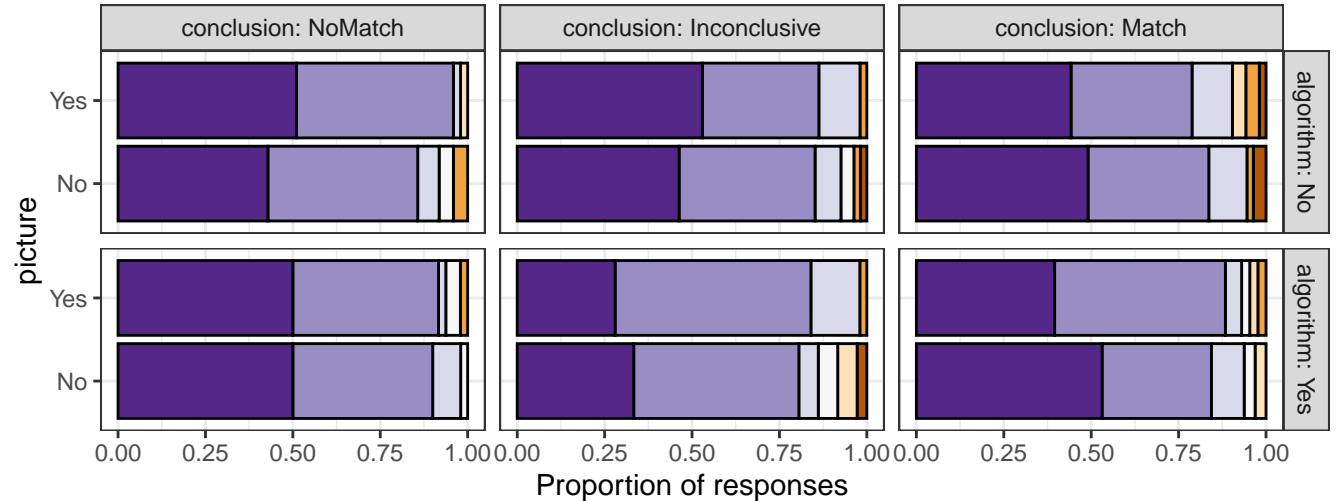 conclusion: NoMatch
conclusion: Inconclusive
conclusion: Match
picture
Yes
No
algorithm: No
Yes
No
algorithm: Yes
0.00 0.25 0.50 0.75 1.00
0.00 0.25 0.50 0.75 1.00
0.00 0.25 0.50 0.75 1.00
Proportion of responses